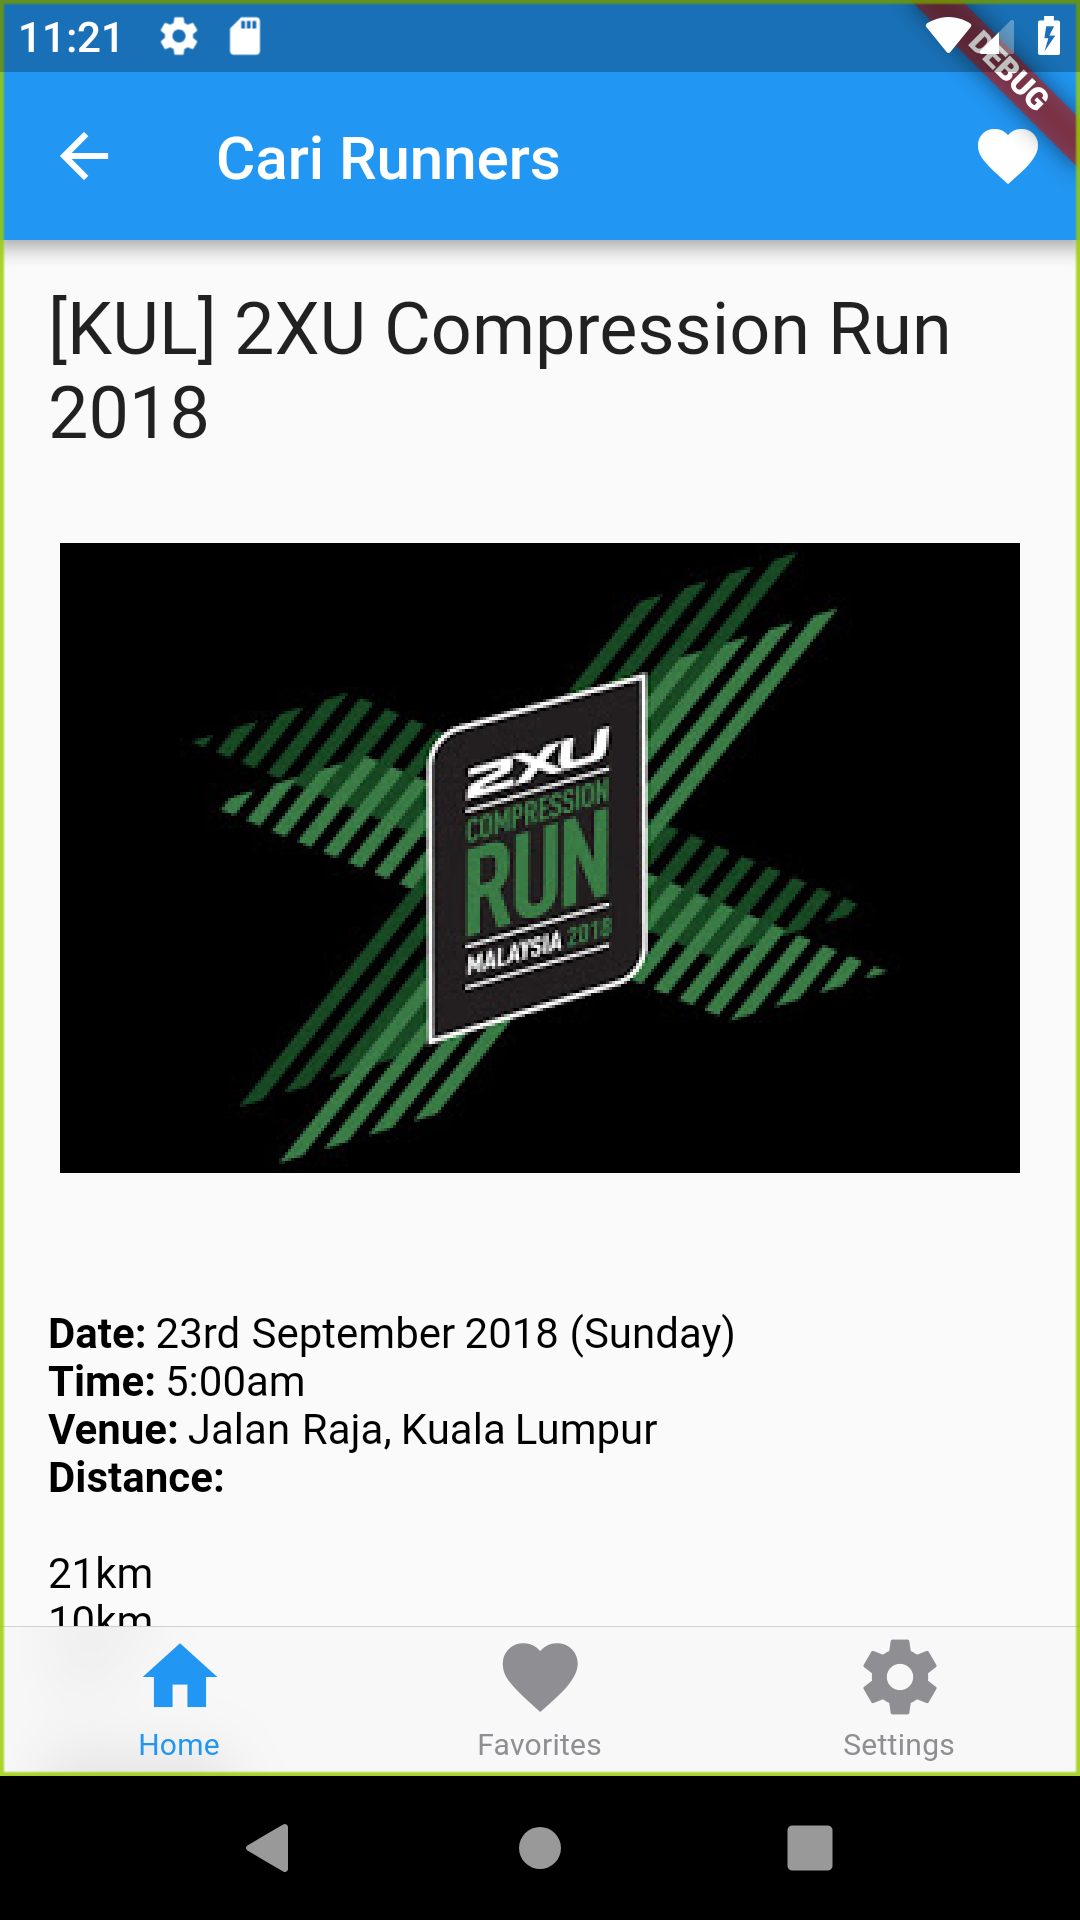 11:21
DEBUG
Cari Runners
[KUL] 2XU Compression Run
2018
2XU
COMPRESSION
RUN
MALAYSIA 2018
Date: 23rd September 2018 (Sunday)
Time: 5:00am
Venue: Jalan Raja, Kuala Lumpur
Distance:
21km
10km
Home
Favorites
Settings